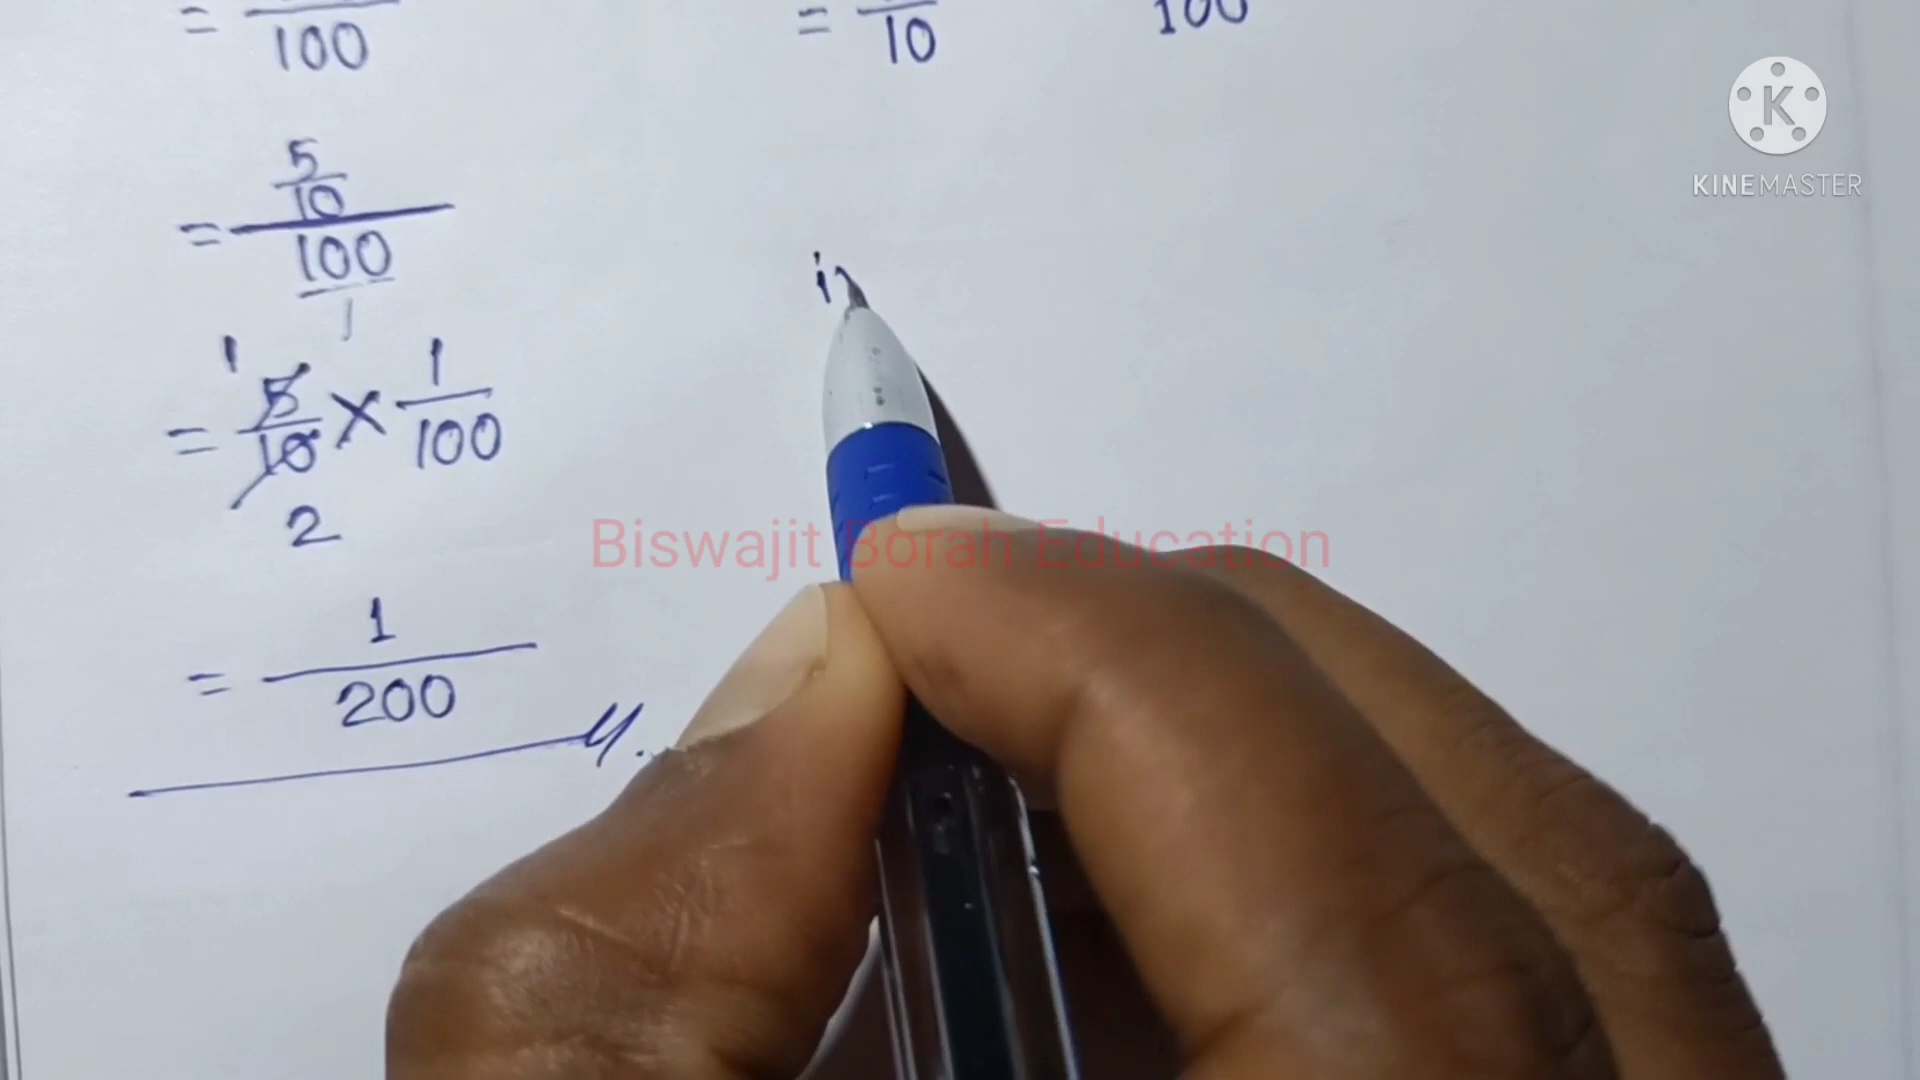 = /100
= /10
100
= 5/10 / 100/1
= 5/10 × 1/100
1
2
= 1/200
i
KINEMASTER
Biswajit Borah Education